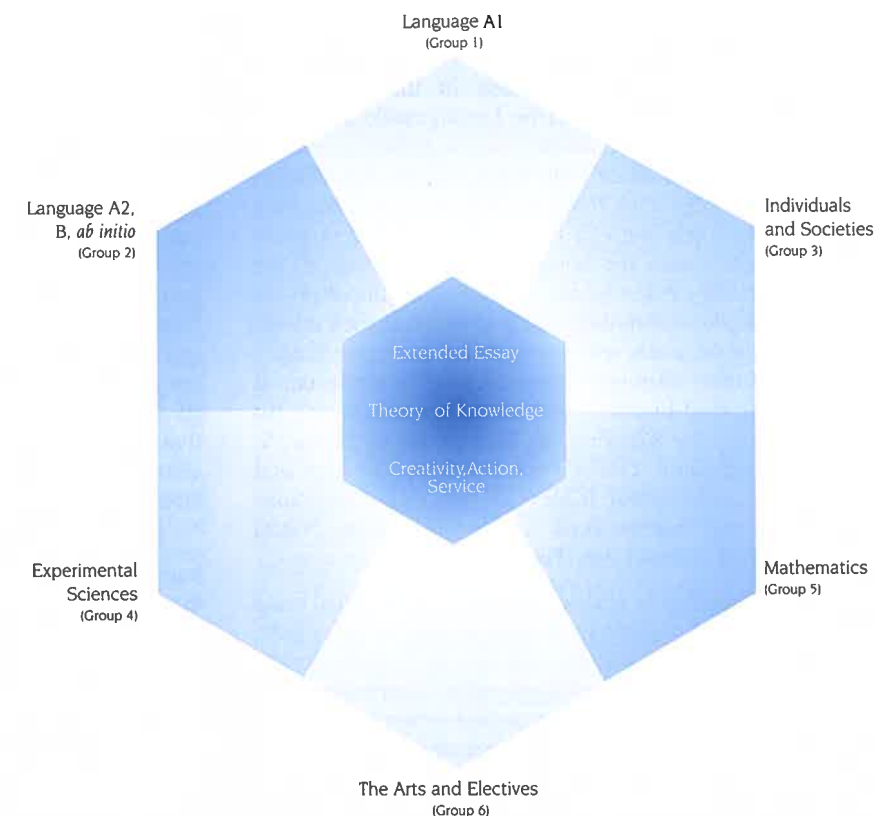 Language A1
(Group 1)
Language A2,
B, ab initio
(Group 2)
Individuals
and Societies
(Group 3)
Extended Essay
Theory of Knowledge
Creativity,Action,
Service
Experimental
Sciences
(Group 4)
Mathematics
(Group 5)
The Arts and Electives
(Group 6)